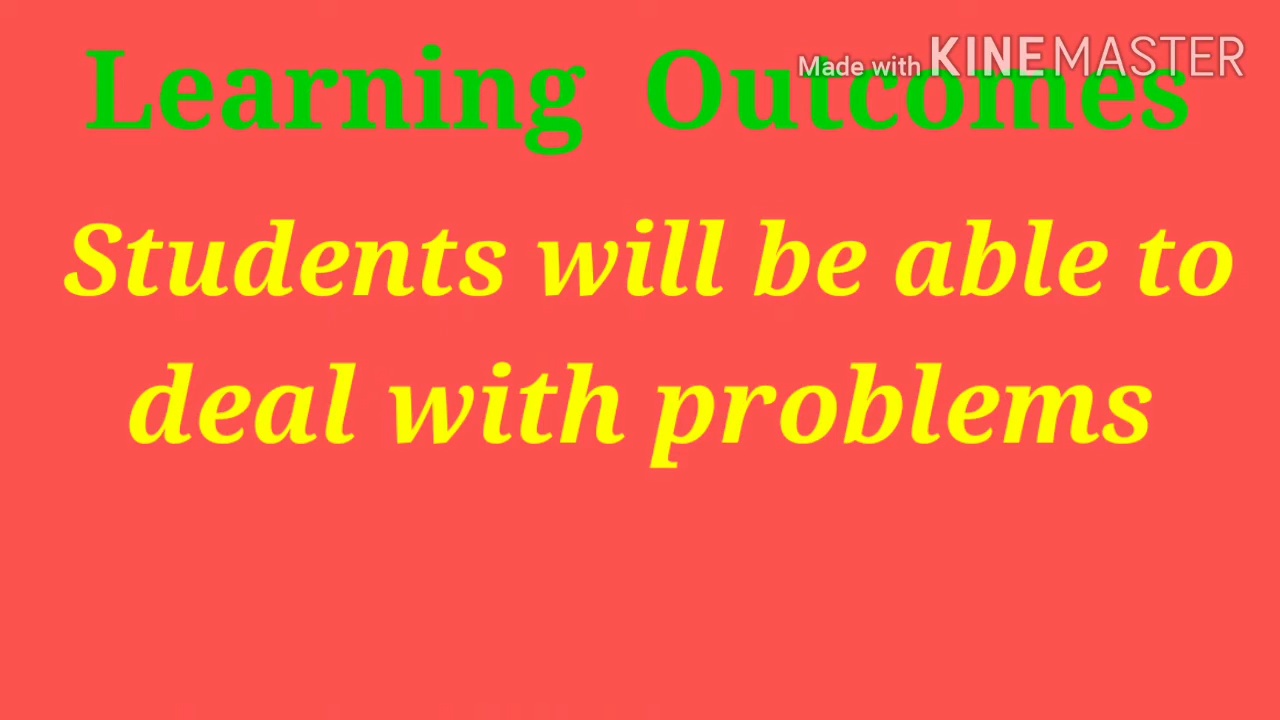 Made with KINEMASTER
Learning Outcomes
Students will be able to
deal with problems